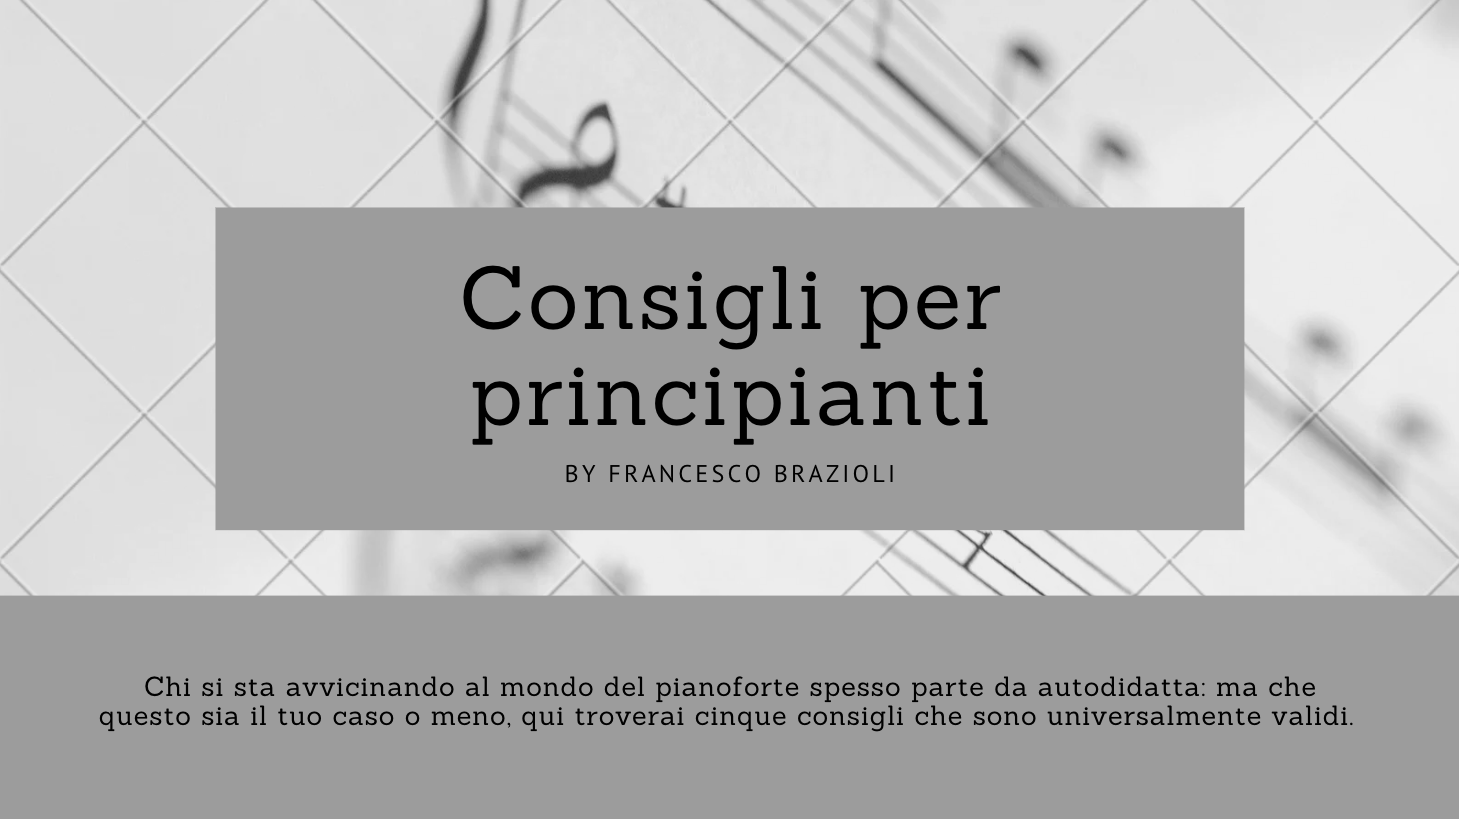 Consigli per
principianti
BY FRANCESCO BRAZIOLI
Chi si sta avvicinando al mondo del pianoforte spesso parte da autodidatta: ma che
questo sia il tuo caso o meno, qui troverai cinque consigli che sono universalmente validi.